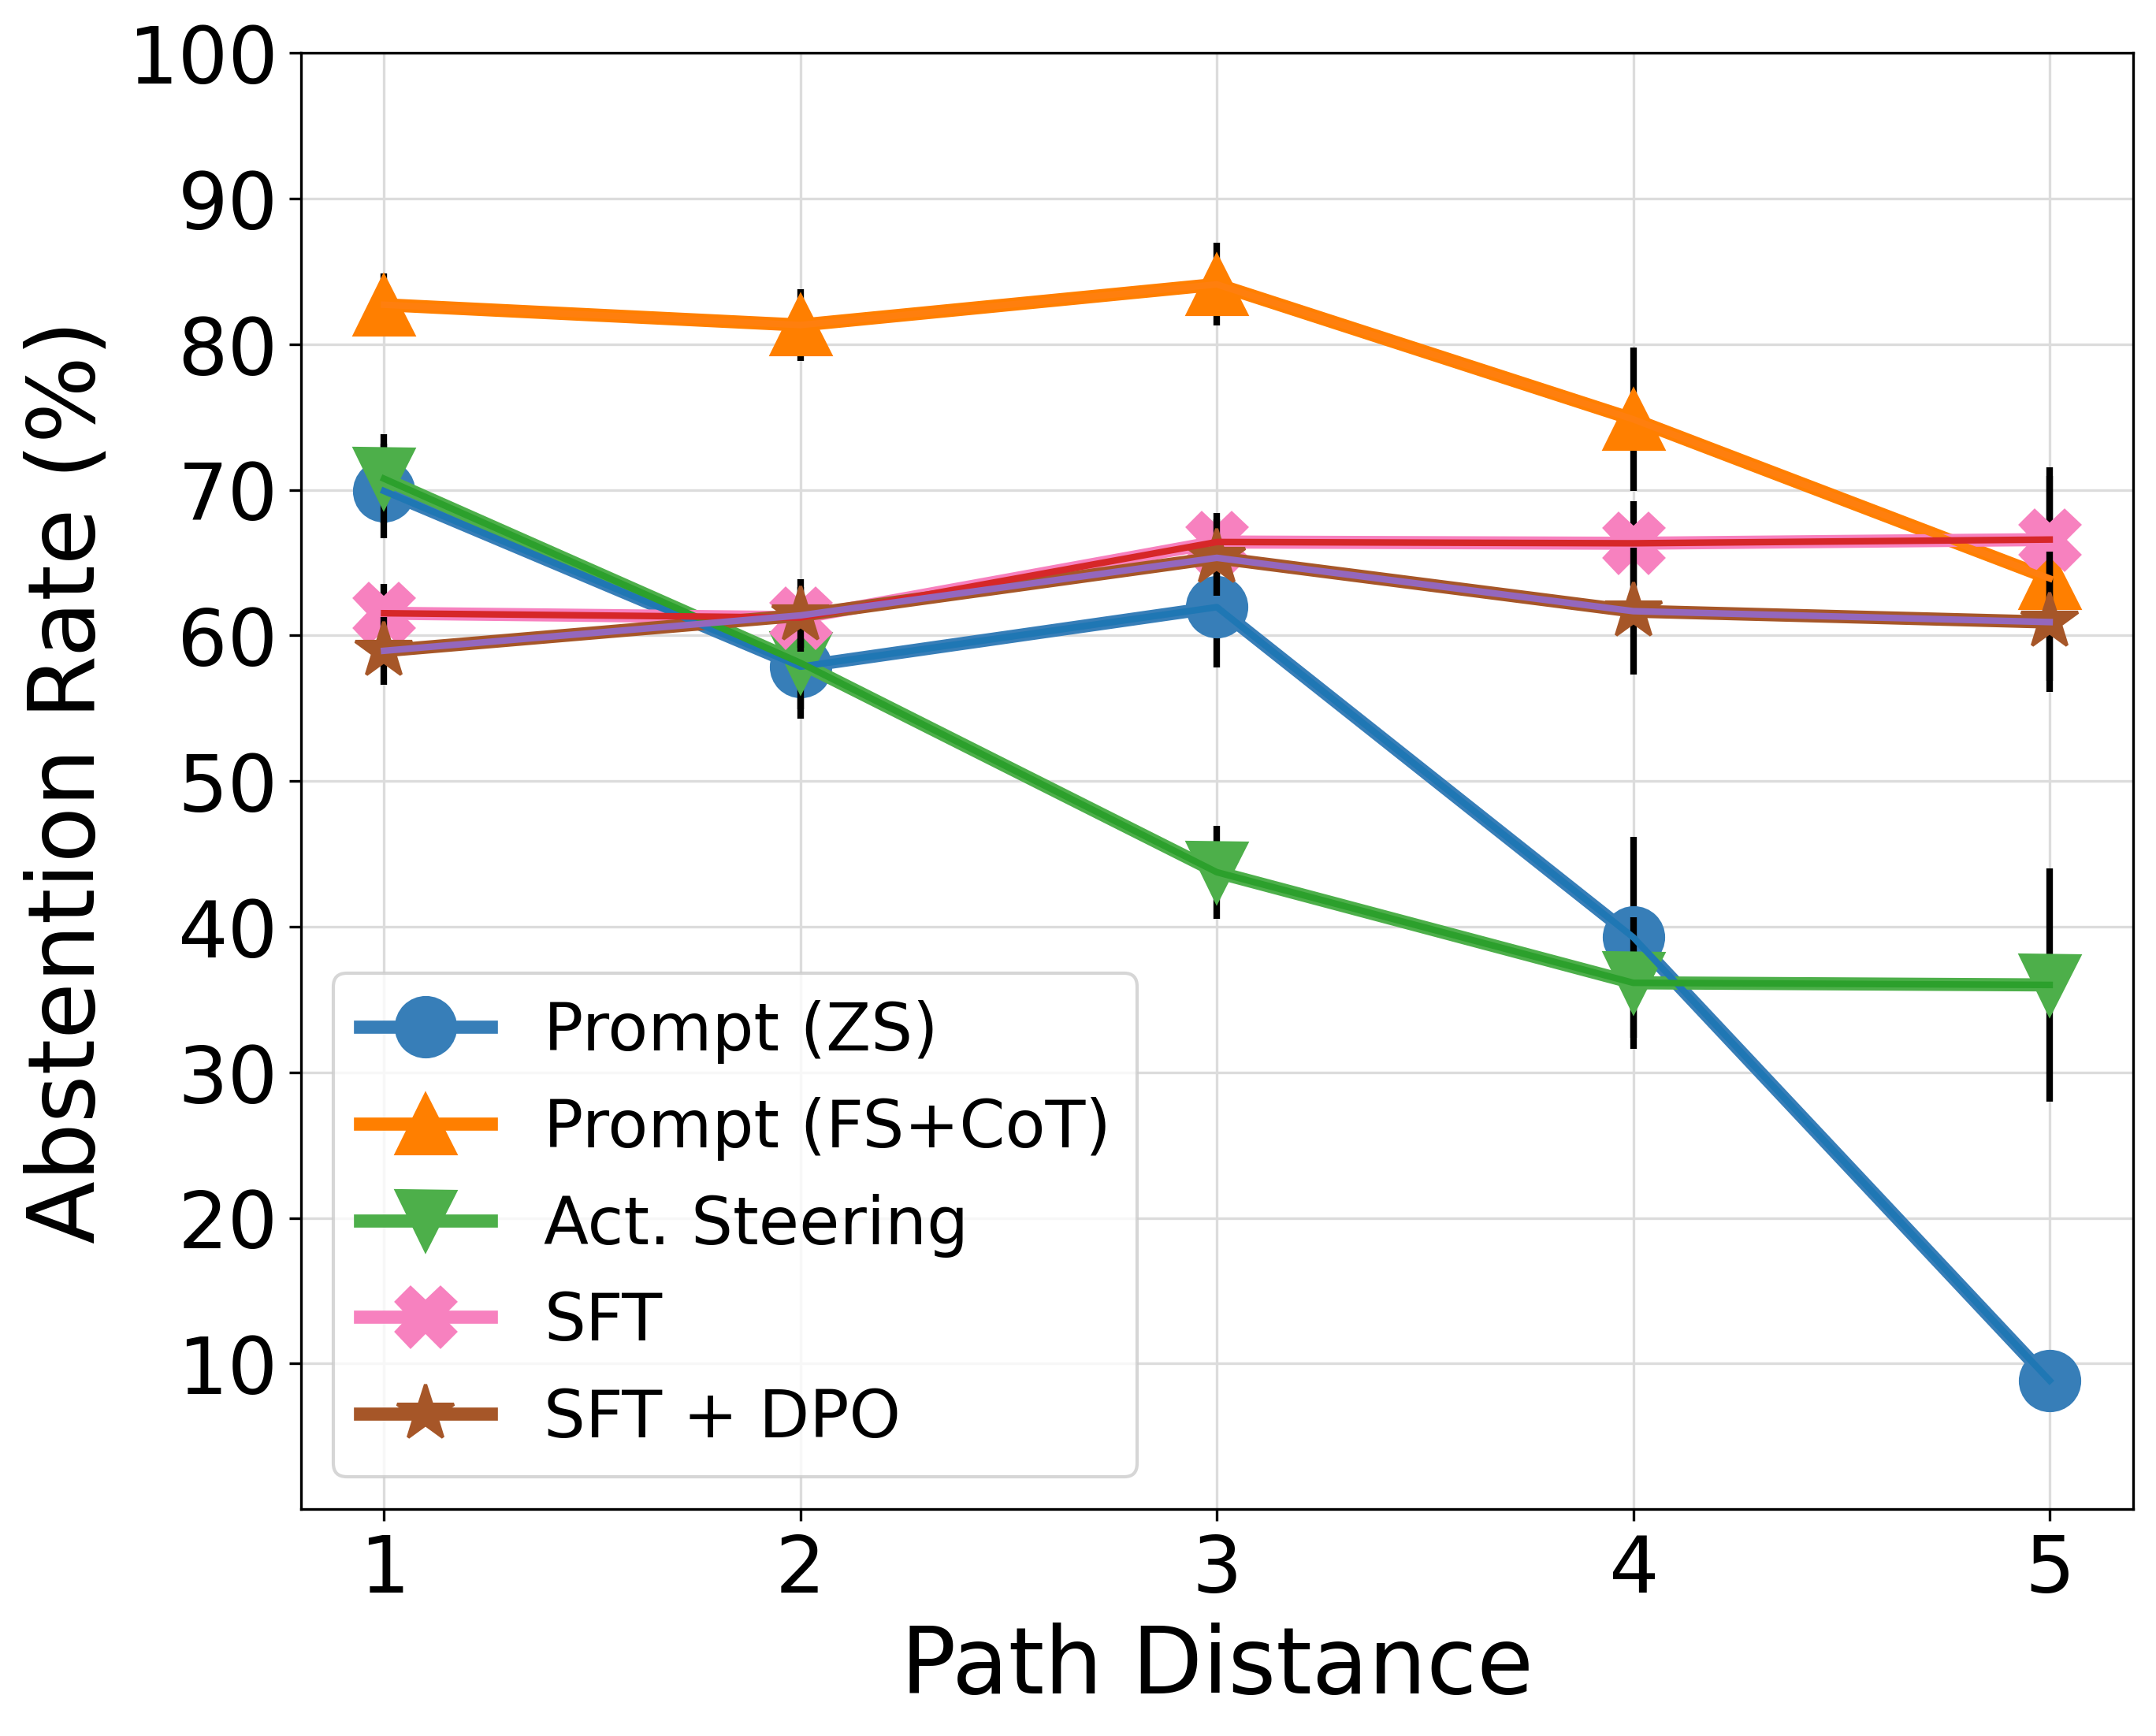 Abstention Rate (%)
100
90
80
70
60
50
40
30
20
10
Prompt (ZS)
Prompt (FS+CoT)
Act. Steering
SFT
SFT + DPO
1 2 3 4 5
Path Distance